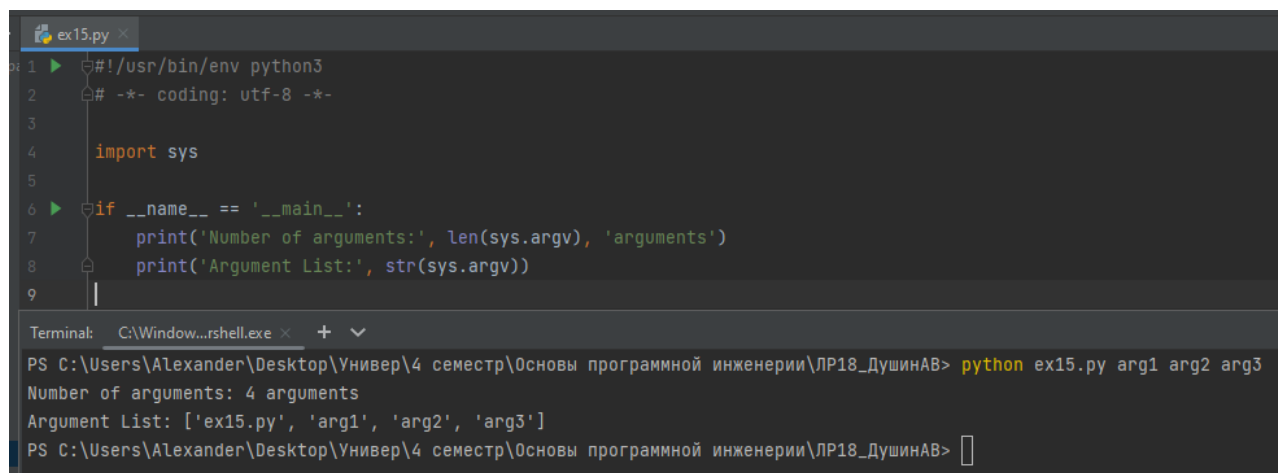 ex15.py
1 #!/usr/bin/env python3
2 # -*- coding: utf-8 -*-
3
4 import sys
5
6 if __name__ == '__main__':
7 print('Number of arguments:', len(sys.argv), 'arguments')
8 print('Argument List:', str(sys.argv))
9
Terminal: C:\Window...rshell.exe
PS C:\Users\Alexander\Desktop\Универ\4 семестр\Основы программной инженерии\ЛР18_ДушинАВ> python ex15.py arg1 arg2 arg3
Number of arguments: 4 arguments
Argument List: ['ex15.py', 'arg1', 'arg2', 'arg3']
PS C:\Users\Alexander\Desktop\Универ\4 семестр\Основы программной инженерии\ЛР18_ДушинАВ>